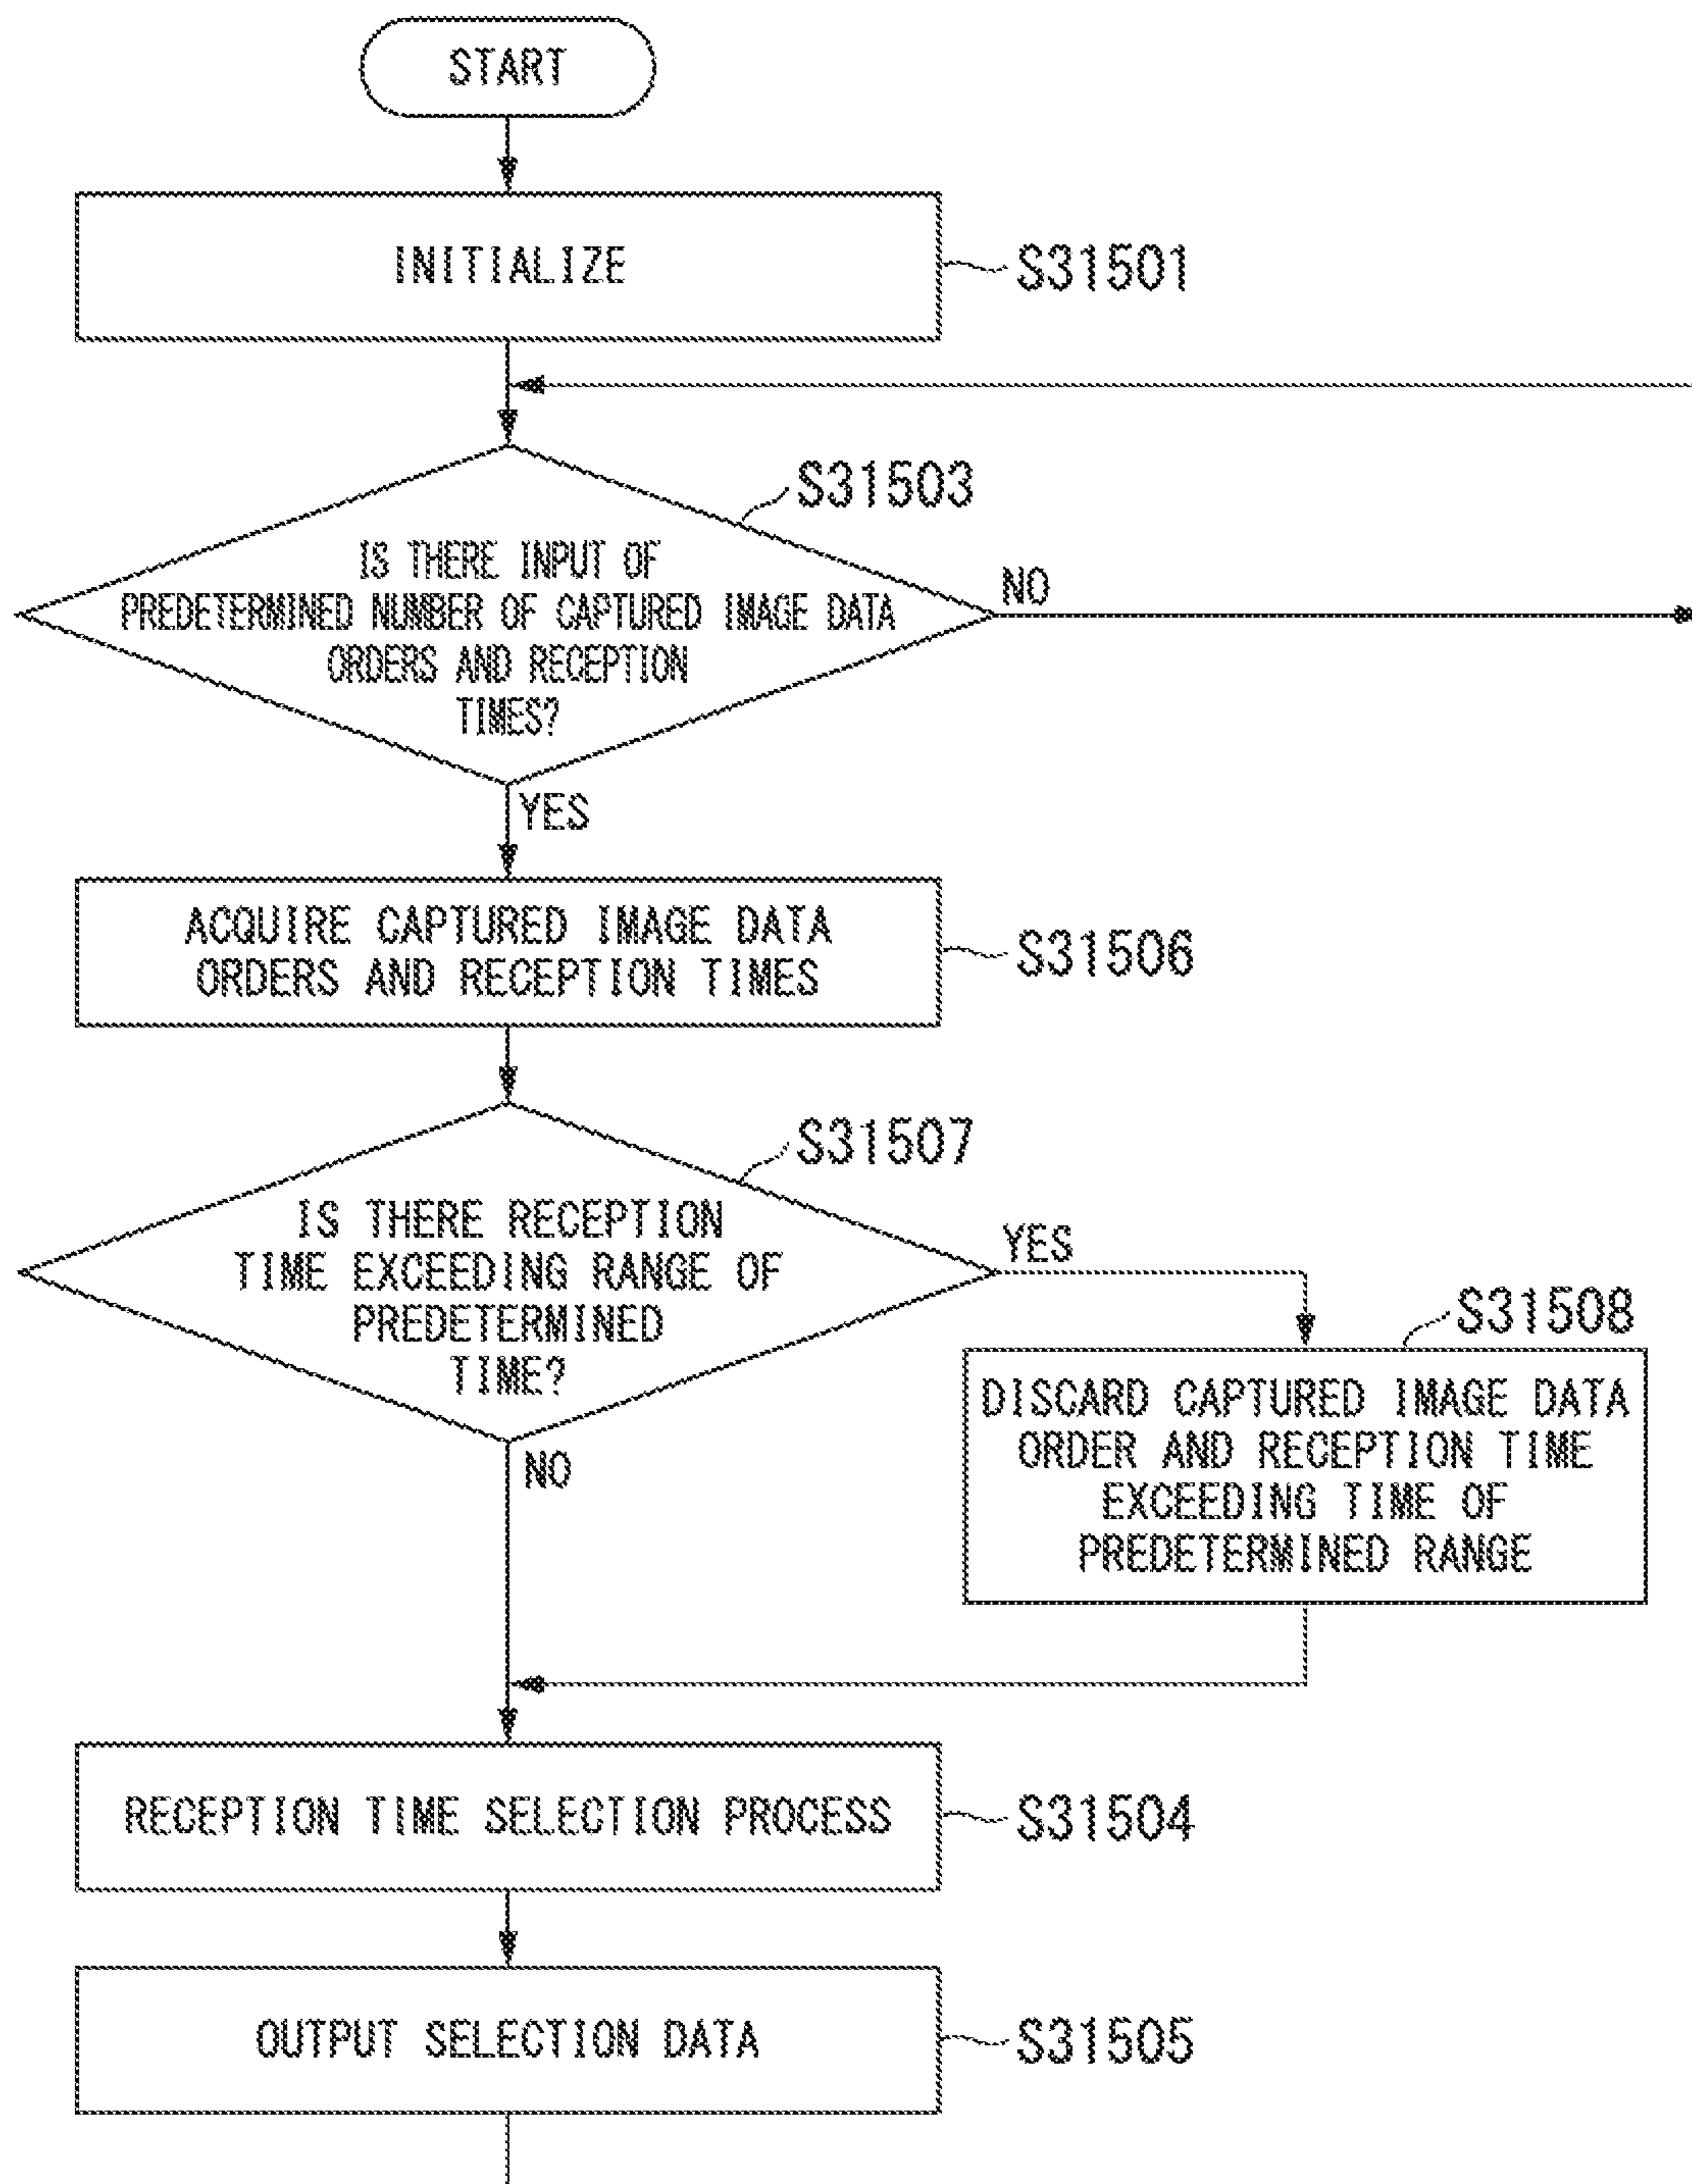 START
INITIALIZE
S31501
S31503
IS THERE INPUT OF
PREDETERMINED NUMBER OF CAPTURED IMAGE DATA
ORDERS AND RECEPTION
TIMES?
NO
YES
ACQUIRE CAPTURED IMAGE DATA
ORDERS AND RECEPTION TIMES
S31506
S31507
IS THERE RECEPTION
TIME EXCEEDING RANGE OF
PREDETERMINED
TIME?
YES
NO
S31508
DISCARD CAPTURED IMAGE DATA
ORDER AND RECEPTION TIME
EXCEEDING TIME OF
PREDETERMINED RANGE
RECEPTION TIME SELECTION PROCESS
S31504
OUTPUT SELECTION DATA
S31505